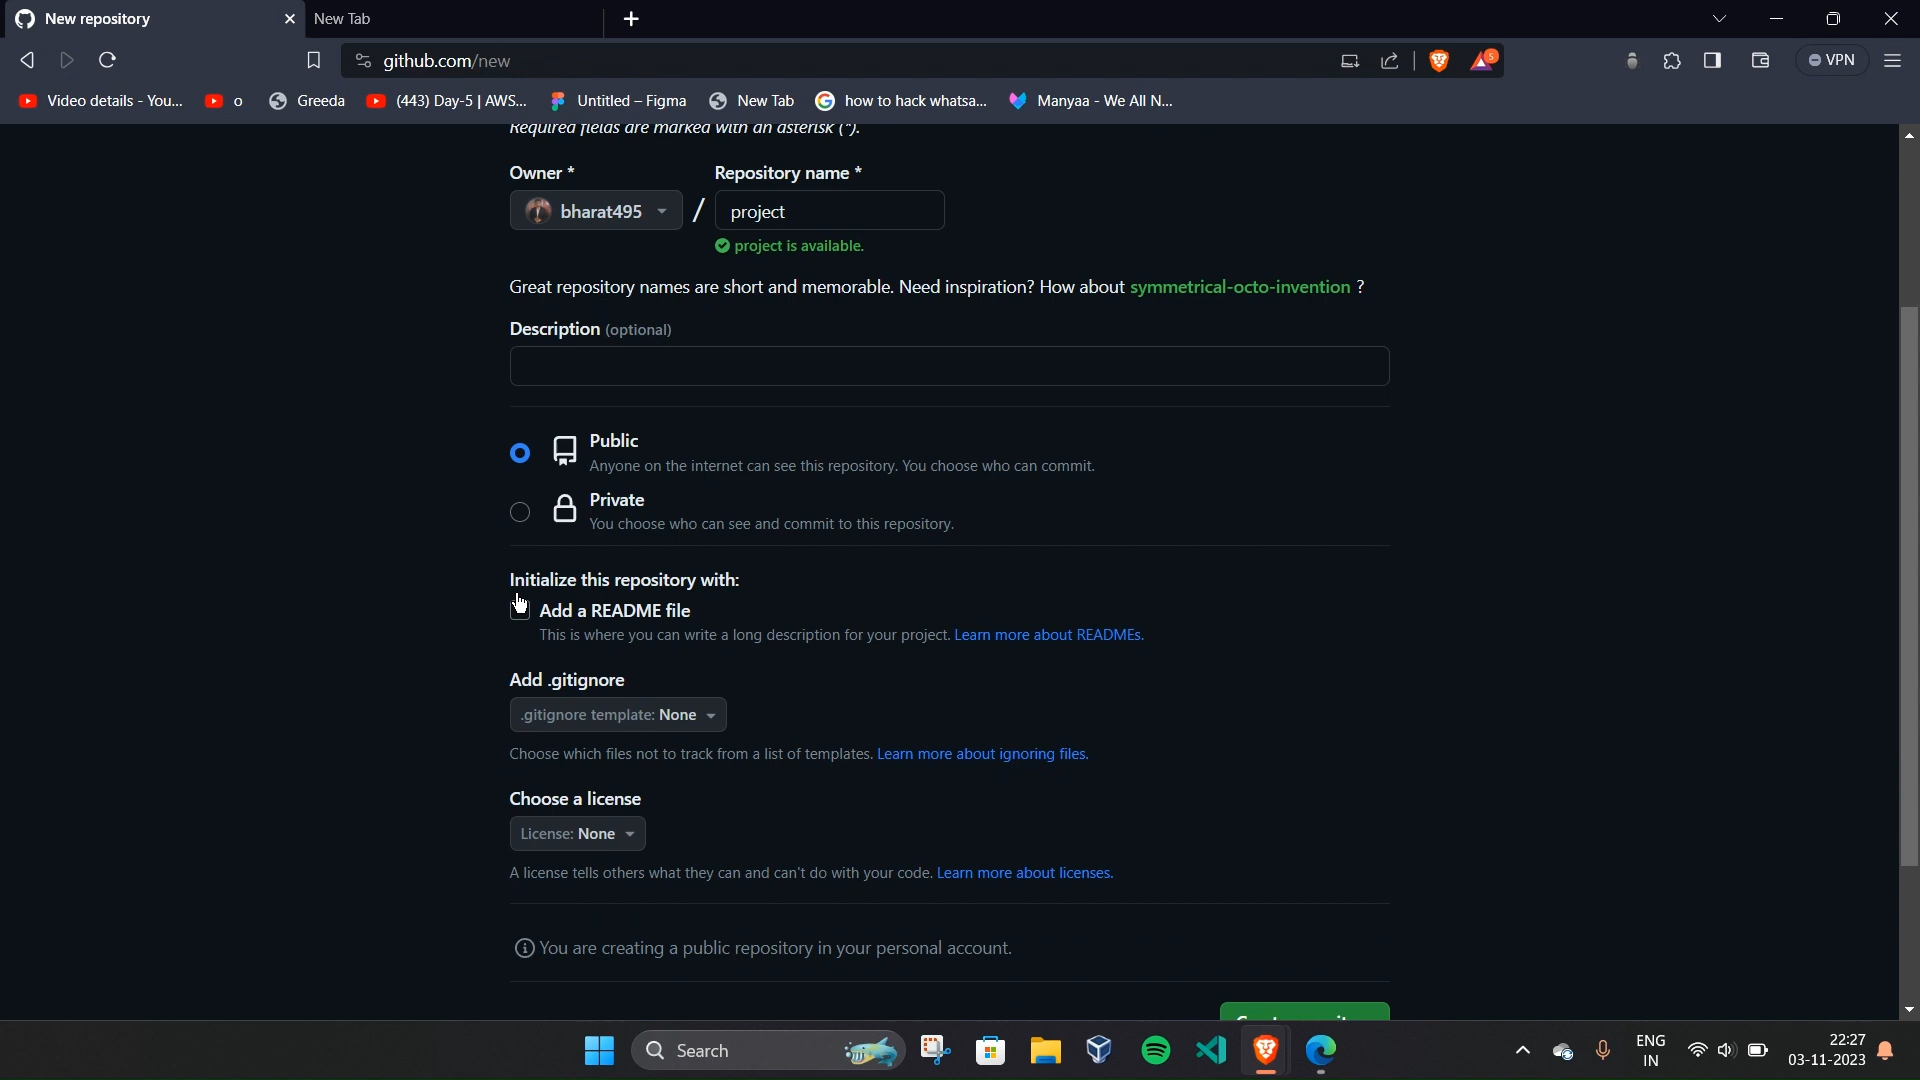 New repository
New Tab
github.com/new
VPN
5
Video details - You...
o
Greeda
(443) Day-5 | AWS...
Untitled – Figma
New Tab
how to hack whatsa...
Manyaa - We All N...
Required fields are marked with an asterisk (*).
Owner *
Repository name *
bharat495
/
project
project is available.
Great repository names are short and memorable. Need inspiration? How about symmetrical-octo-invention ?
Description (optional)
Public
Anyone on the internet can see this repository. You choose who can commit.
Private
You choose who can see and commit to this repository.
Initialize this repository with:
Add a README file
This is where you can write a long description for your project. Learn more about READMEs.
Add .gitignore
.gitignore template: None
Choose which files not to track from a list of templates. Learn more about ignoring files.
Choose a license
License: None
A license tells others what they can and can't do with your code. Learn more about licenses.
You are creating a public repository in your personal account.
Search
ENG
IN
22:27
03-11-2023